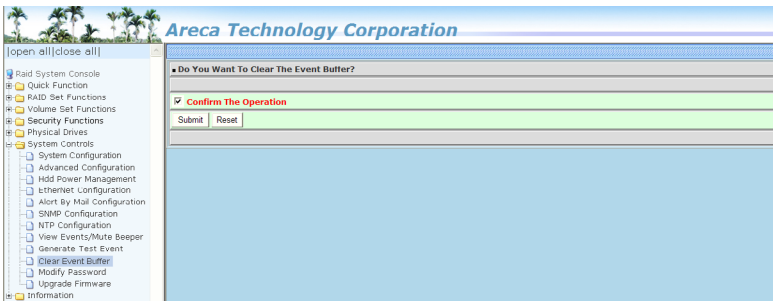 Areca Technology Corporation
|open all|close all|
Raid System Console
Quick Function
RAID Set Functions
Volume Set Functions
Security Functions
Physical Drives
System Controls
System Configuration
Advanced Configuration
Hdd Power Management
EtherNet Configuration
Alert By Mail Configuration
SNMP Configuration
NTP Configuration
View Events/Mute Beeper
Generate Test Event
Clear Event Buffer
Modify Password
Upgrade Firmware
Information
Do You Want To Clear The Event Buffer?
Confirm The Operation
Submit Reset